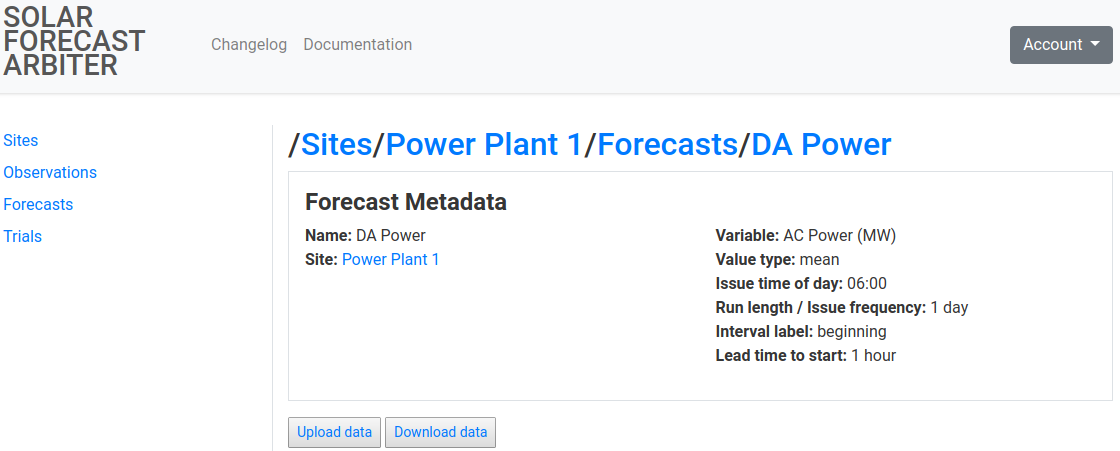 SOLAR
FORECAST
ARBITER
Changelog Documentation
Account
Sites
Observations
Forecasts
Trials
/Sites/Power Plant 1/Forecasts/DA Power
Forecast Metadata
Name: DA Power
Site: Power Plant 1
Variable: AC Power (MW)
Value type: mean
Issue time of day: 06:00
Run length / Issue frequency: 1 day
Interval label: beginning
Lead time to start: 1 hour
Upload data Download data